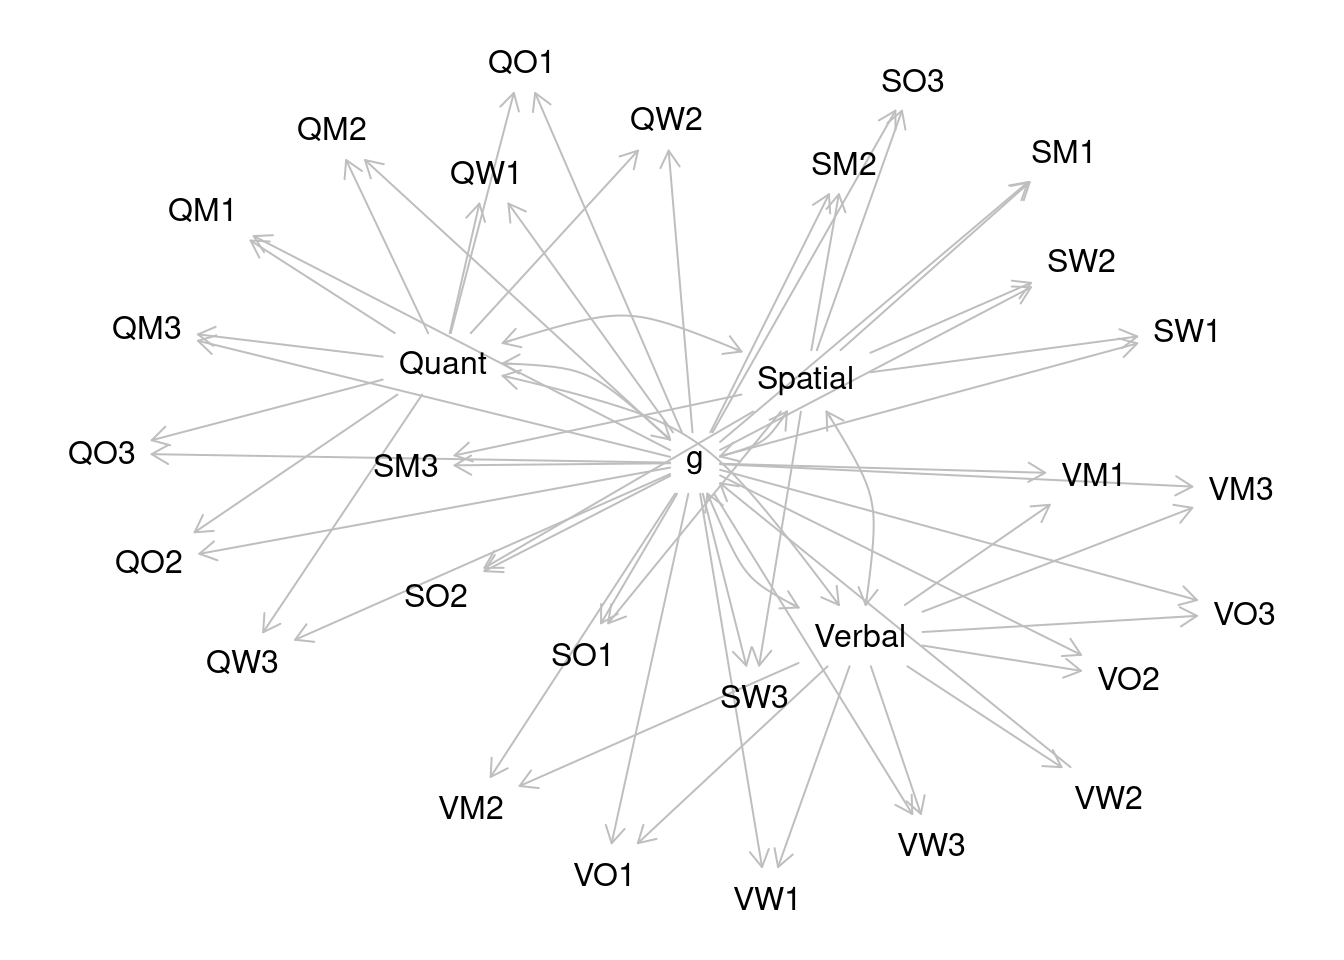 QO1
SO3
QW2
QM2
SM1
SM2
QW1
QM1
SW2
QM3
SW1
Quant
Spatial
QO3
g
SM3
VM1
VM3
QO2
SO2
VO3
Verbal
SO1
QW3
VO2
SW3
VW2
VM2
VW3
VO1
VW1